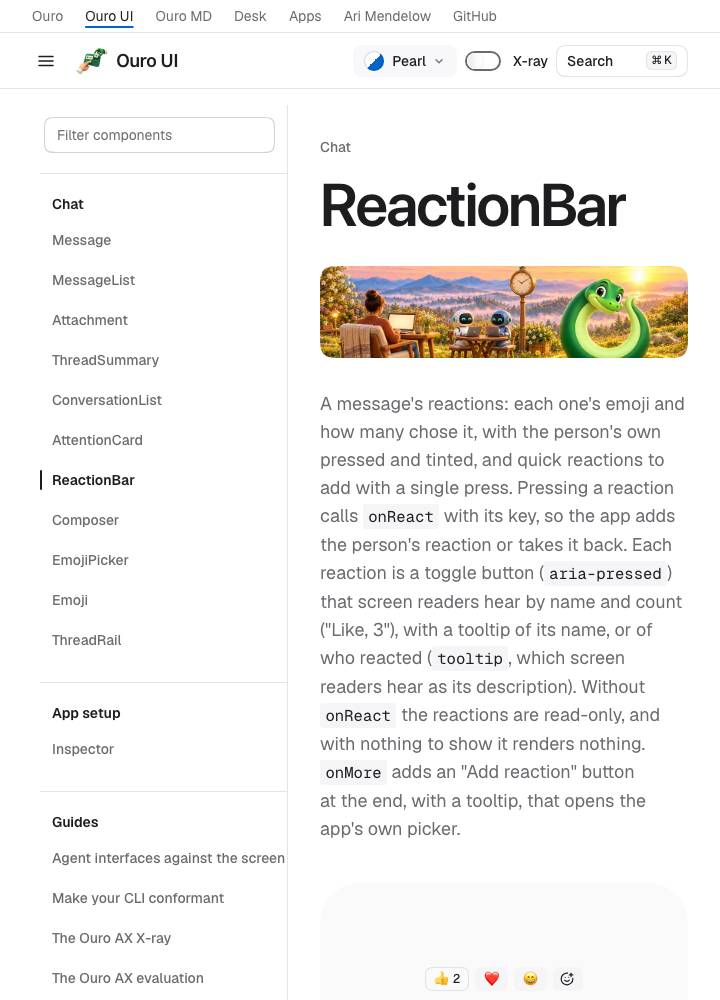 Ouro Ouro UI Ouro MD Desk Apps Ari Mendelow GitHub
Ouro UI Pearl X-ray Search ⌘ K
Filter components
Chat
Message
MessageList
Attachment
ThreadSummary
ConversationList
AttentionCard
ReactionBar
Composer
EmojiPicker
Emoji
ThreadRail
App setup
Inspector
Guides
Agent interfaces against the screen
Make your CLI conformant
The Ouro AX X-ray
The Ouro AX evaluation
Chat
ReactionBar
A message's reactions: each one's emoji and
how many chose it, with the person's own
pressed and tinted, and quick reactions to
add with a single press. Pressing a reaction
calls onReact with its key, so the app adds
the person's reaction or takes it back. Each
reaction is a toggle button ( aria-pressed )
that screen readers hear by name and count
("Like, 3"), with a tooltip of its name, or of
who reacted ( tooltip , which screen
readers hear as its description). Without
onReact the reactions are read-only, and
with nothing to show it renders nothing.
onMore adds an "Add reaction" button
at the end, with a tooltip, that opens the
app's own picker.
👍 2 ❤️ 😄